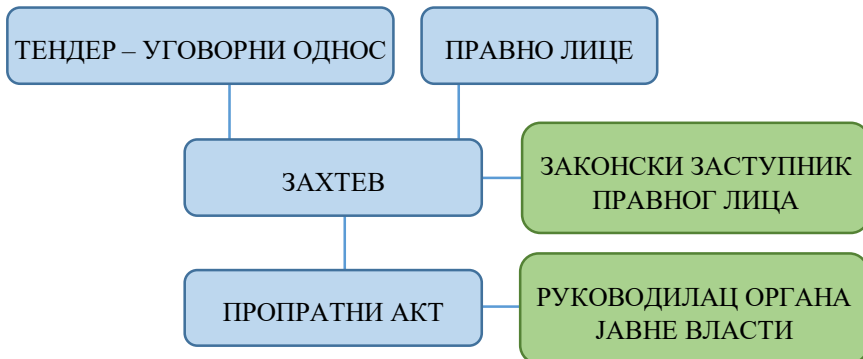 ТЕНДЕР – УГОВОРНИ ОДНОС
ПРАВНО ЛИЦЕ
ЗАХТЕВ
ЗАКОНСКИ ЗАСТУПНИК
ПРАВНОГ ЛИЦА
ПРОПРАТНИ АКТ
РУКОВОДИЛАЦ ОРГАНА
ЈАВНЕ ВЛАСТИ